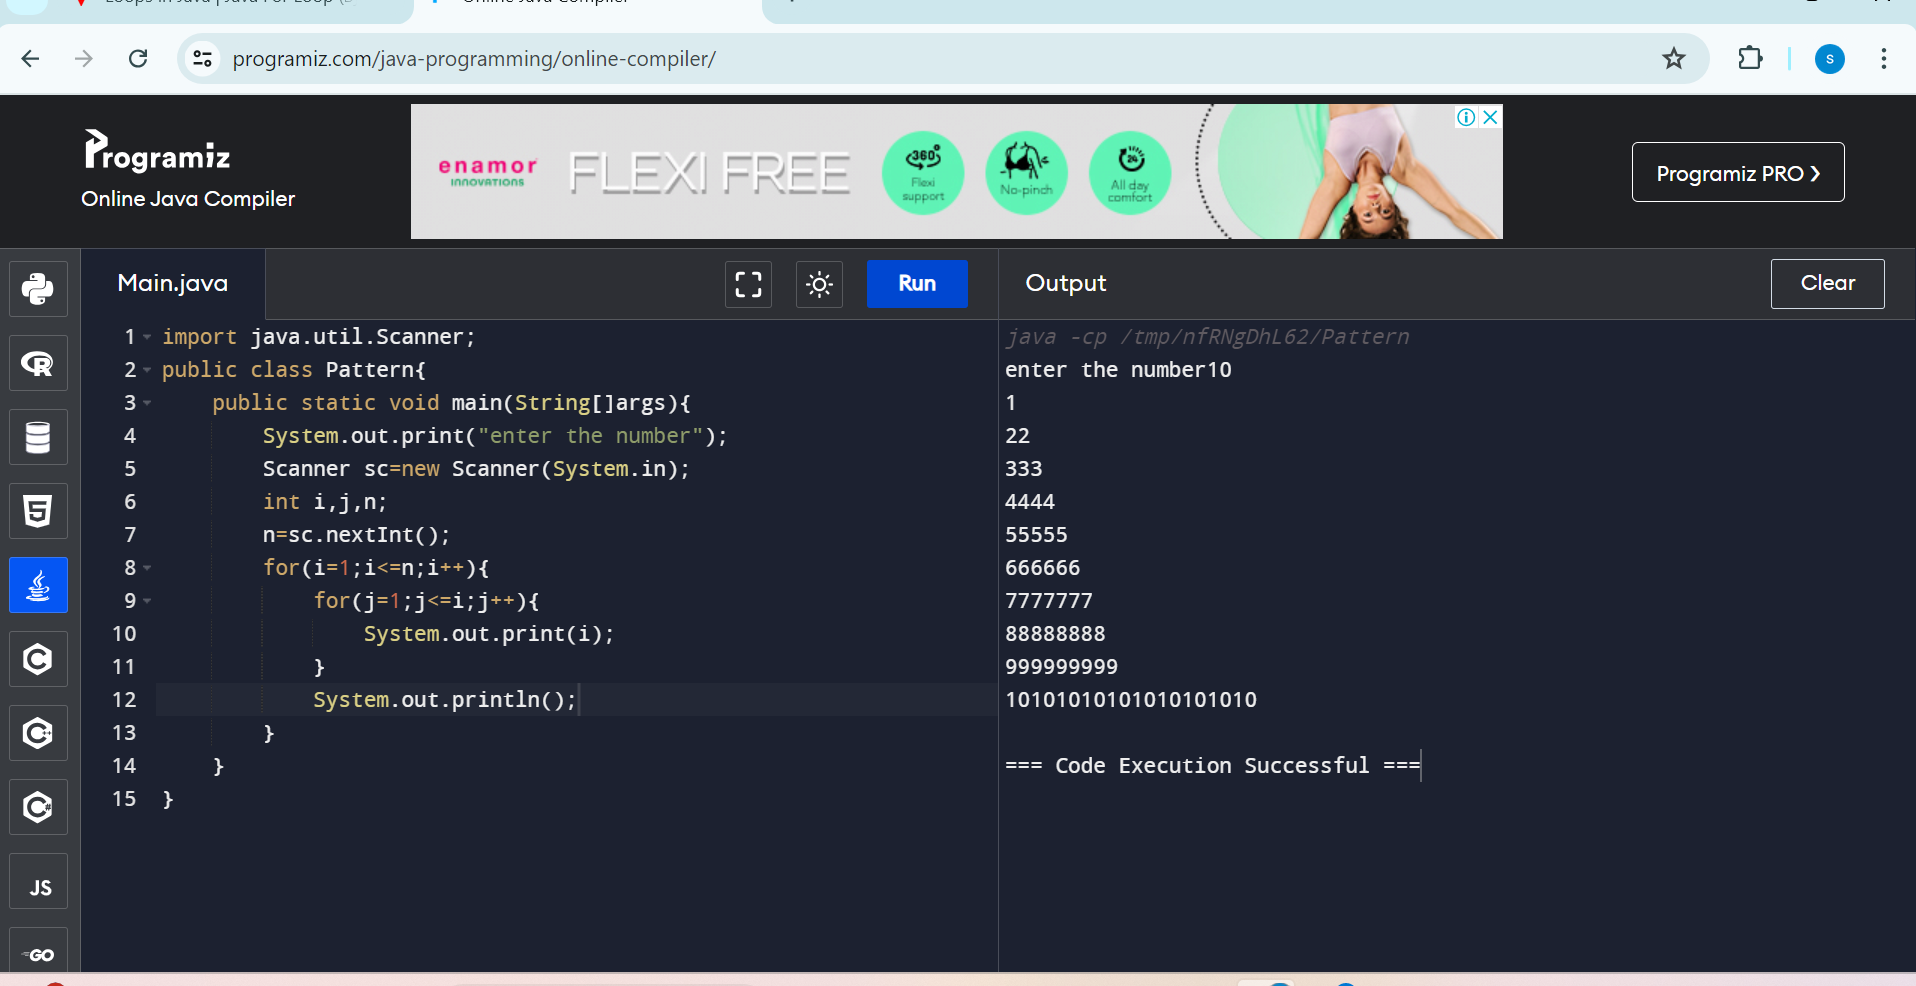 programiz.com/java-programming/online-compiler/
s
Programiz
Online Java Compiler
enamor
INNOVATIONS
FLEXI FREE
360°
Flexi
support
No-pinch
24
All day
comfort
Programiz PRO ❯
Main.java
Run
Output
Clear
1 import java.util.Scanner;
2 public class Pattern{
3 public static void main(String[]args){
4 System.out.print("enter the number");
5 Scanner sc=new Scanner(System.in);
6 int i,j,n;
7 n=sc.nextInt();
8 for(i=1;i<=n;i++){
9 for(j=1;j<=i;j++){
10 System.out.print(i);
11 }
12 System.out.println();
13 }
14 }
15 }
java -cp /tmp/nfRNgDhL62/Pattern
enter the number10
1
22
333
4444
55555
666666
7777777
88888888
999999999
10101010101010101010
=== Code Execution Successful ===
R
5
C
C++
C#
JS
GO